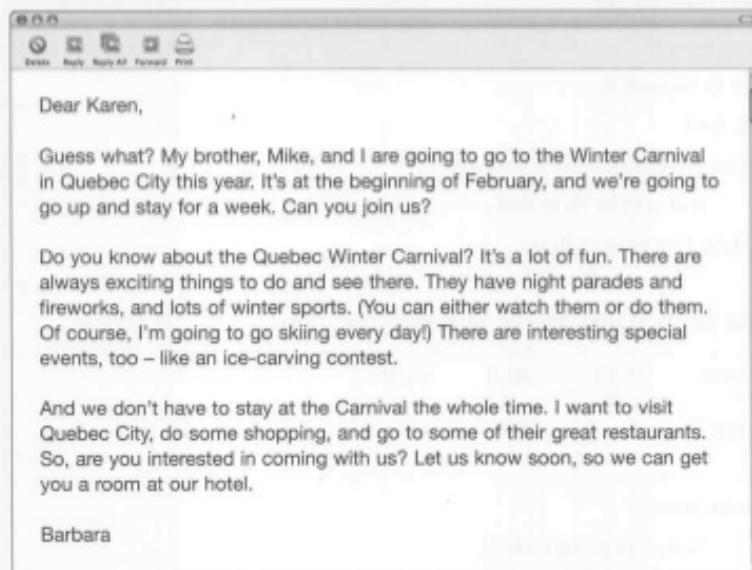 Delete Reply Reply All Forward Print
Dear Karen,
Guess what? My brother, Mike, and I are going to go to the Winter Carnival
in Quebec City this year. It's at the beginning of February, and we're going to
go up and stay for a week. Can you join us?
Do you know about the Quebec Winter Carnival? It's a lot of fun. There are
always exciting things to do and see there. They have night parades and
fireworks, and lots of winter sports. (You can either watch them or do them.
Of course, I'm going to go skiing every day!) There are interesting special
events, too – like an ice-carving contest.
And we don't have to stay at the Carnival the whole time. I want to visit
Quebec City, do some shopping, and go to some of their great restaurants.
So, are you interested in coming with us? Let us know soon, so we can get
you a room at our hotel.
Barbara